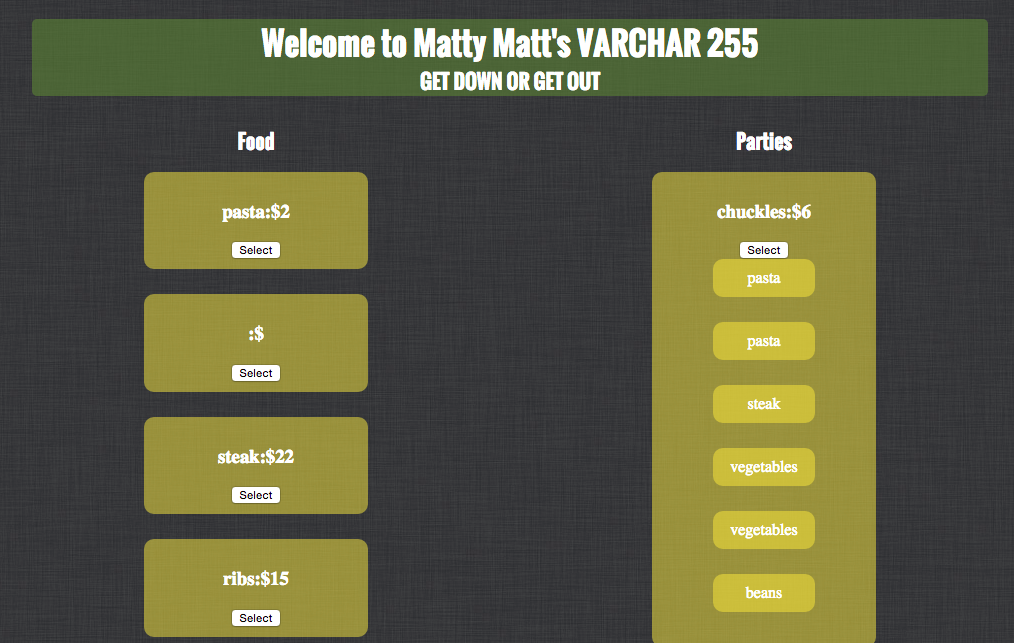 Welcome to Matty Matt's VARCHAR 255
GET DOWN OR GET OUT
Food
pasta:$2
Select
:$
Select
steak:$22
Select
ribs:$15
Select
Parties
chuckles:$6
Select
pasta
pasta
steak
vegetables
vegetables
beans